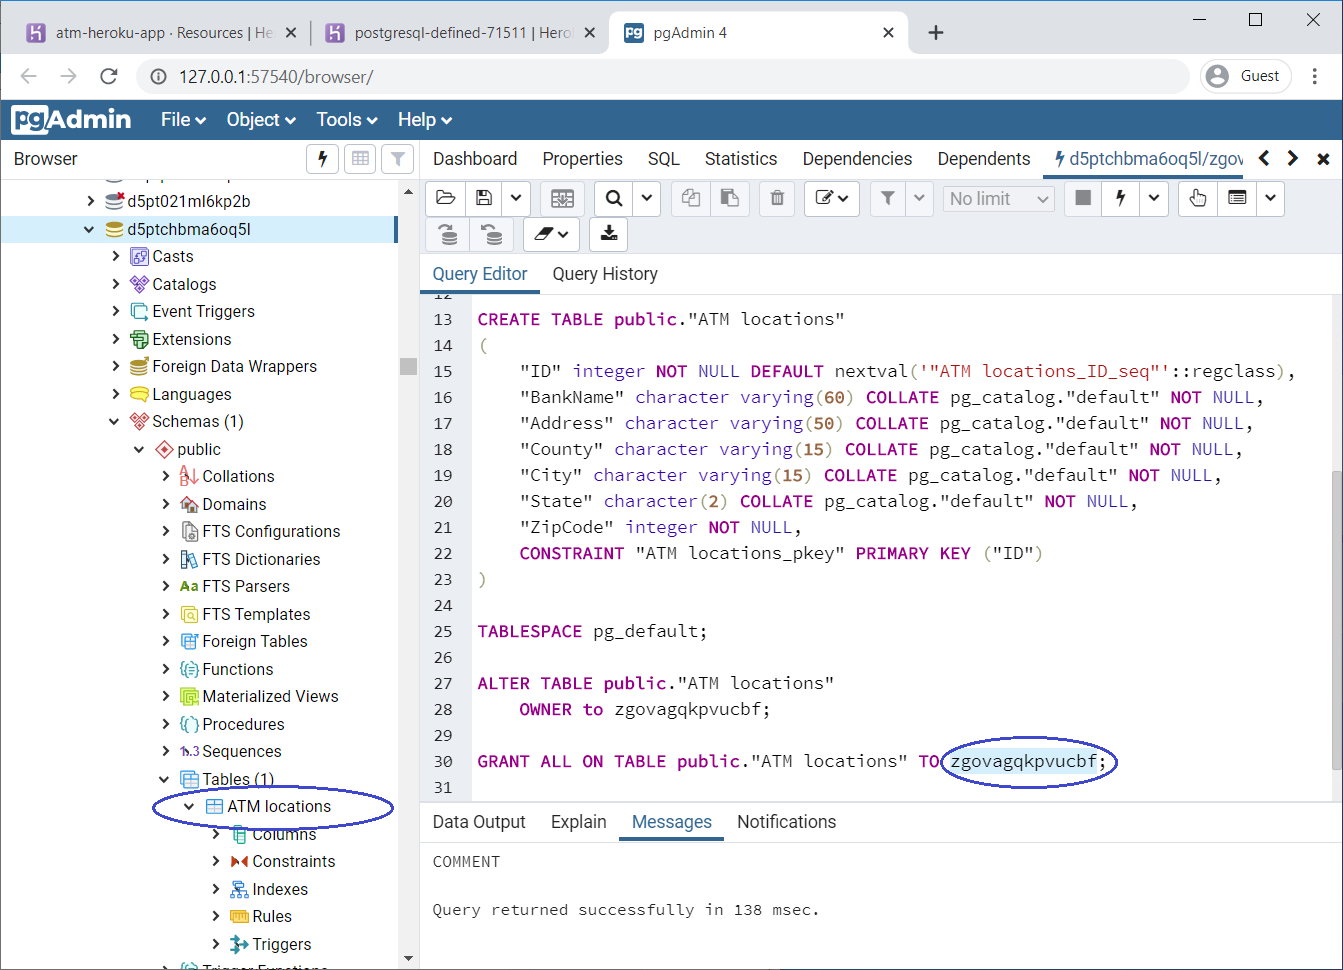 atm-heroku-app · Resources | He
postgresql-defined-71511 | Hero
pgAdmin 4
127.0.0.1:57540/browser/
Guest
pgAdmin
File
Object
Tools
Help
Browser
Dashboard
Properties
SQL
Statistics
Dependencies
Dependents
d5ptchbma6oq5l/zgov
No limit
d5pt021ml6kp2b
d5ptchbma6oq5l
Casts
Catalogs
Event Triggers
Extensions
Foreign Data Wrappers
Languages
Schemas (1)
public
Collations
Domains
FTS Configurations
FTS Dictionaries
Aa FTS Parsers
FTS Templates
Foreign Tables
Functions
Materialized Views
Procedures
1..3 Sequences
Tables (1)
ATM locations
Columns
Constraints
Indexes
Rules
Triggers
Trigger Functions
Query Editor
Query History
12
13 CREATE TABLE public."ATM locations"
14 (
15 "ID" integer NOT NULL DEFAULT nextval('"ATM locations_ID_seq"'::regclass),
16 "BankName" character varying(60) COLLATE pg_catalog."default" NOT NULL,
17 "Address" character varying(50) COLLATE pg_catalog."default" NOT NULL,
18 "County" character varying(15) COLLATE pg_catalog."default" NOT NULL,
19 "City" character varying(15) COLLATE pg_catalog."default" NOT NULL,
20 "State" character(2) COLLATE pg_catalog."default" NOT NULL,
21 "ZipCode" integer NOT NULL,
22 CONSTRAINT "ATM locations_pkey" PRIMARY KEY ("ID")
23 )
24
25 TABLESPACE pg_default;
26
27 ALTER TABLE public."ATM locations"
28 OWNER to zgovagqkpvucbf;
29
30 GRANT ALL ON TABLE public."ATM locations" TO zgovagqkpvucbf;
31
Data Output
Explain
Messages
Notifications
COMMENT
Query returned successfully in 138 msec.